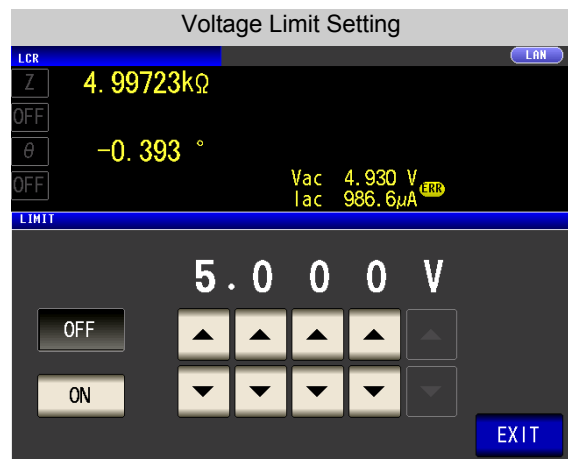 Voltage Limit Setting
LCR LAN
Z 4.99723kΩ
OFF
θ -0.393 °
OFF Vac 4.930 V ERR
Iac 986.6μA
LIMIT
5.000 V
OFF
ON
EXIT